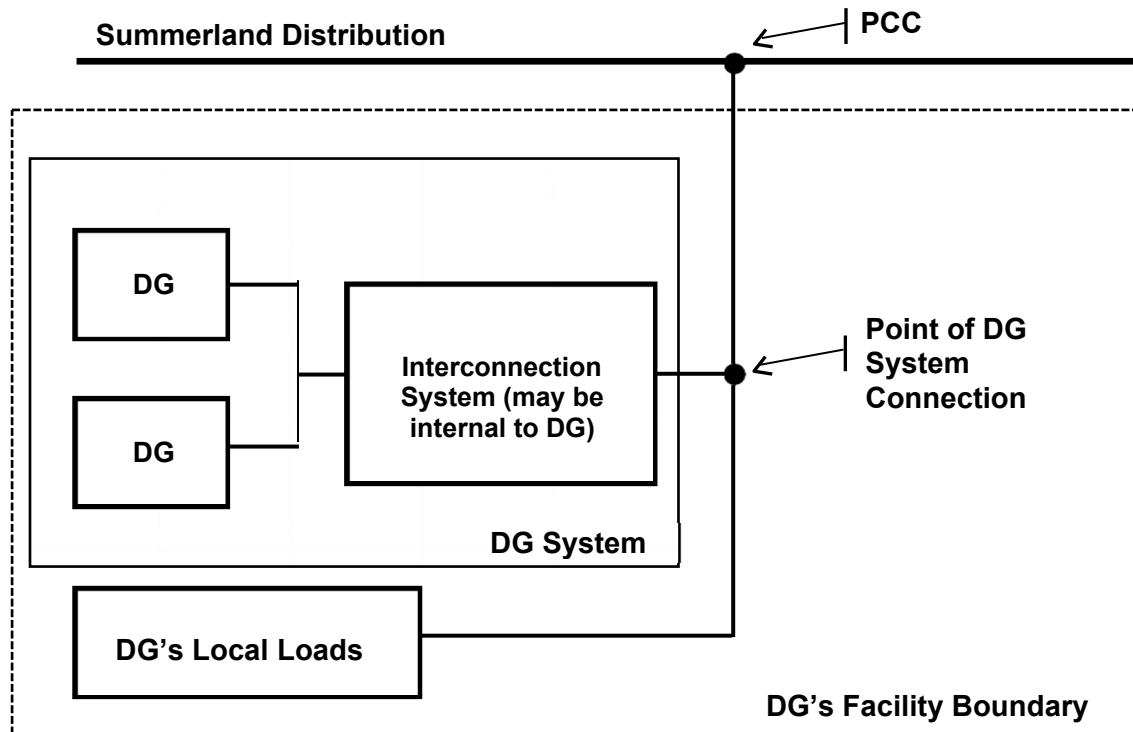 Summerland Distribution
PCC
DG
DG
Interconnection
System (may be
internal to DG)
Point of DG
System
Connection
DG System
DG’s Local Loads
DG’s Facility Boundary